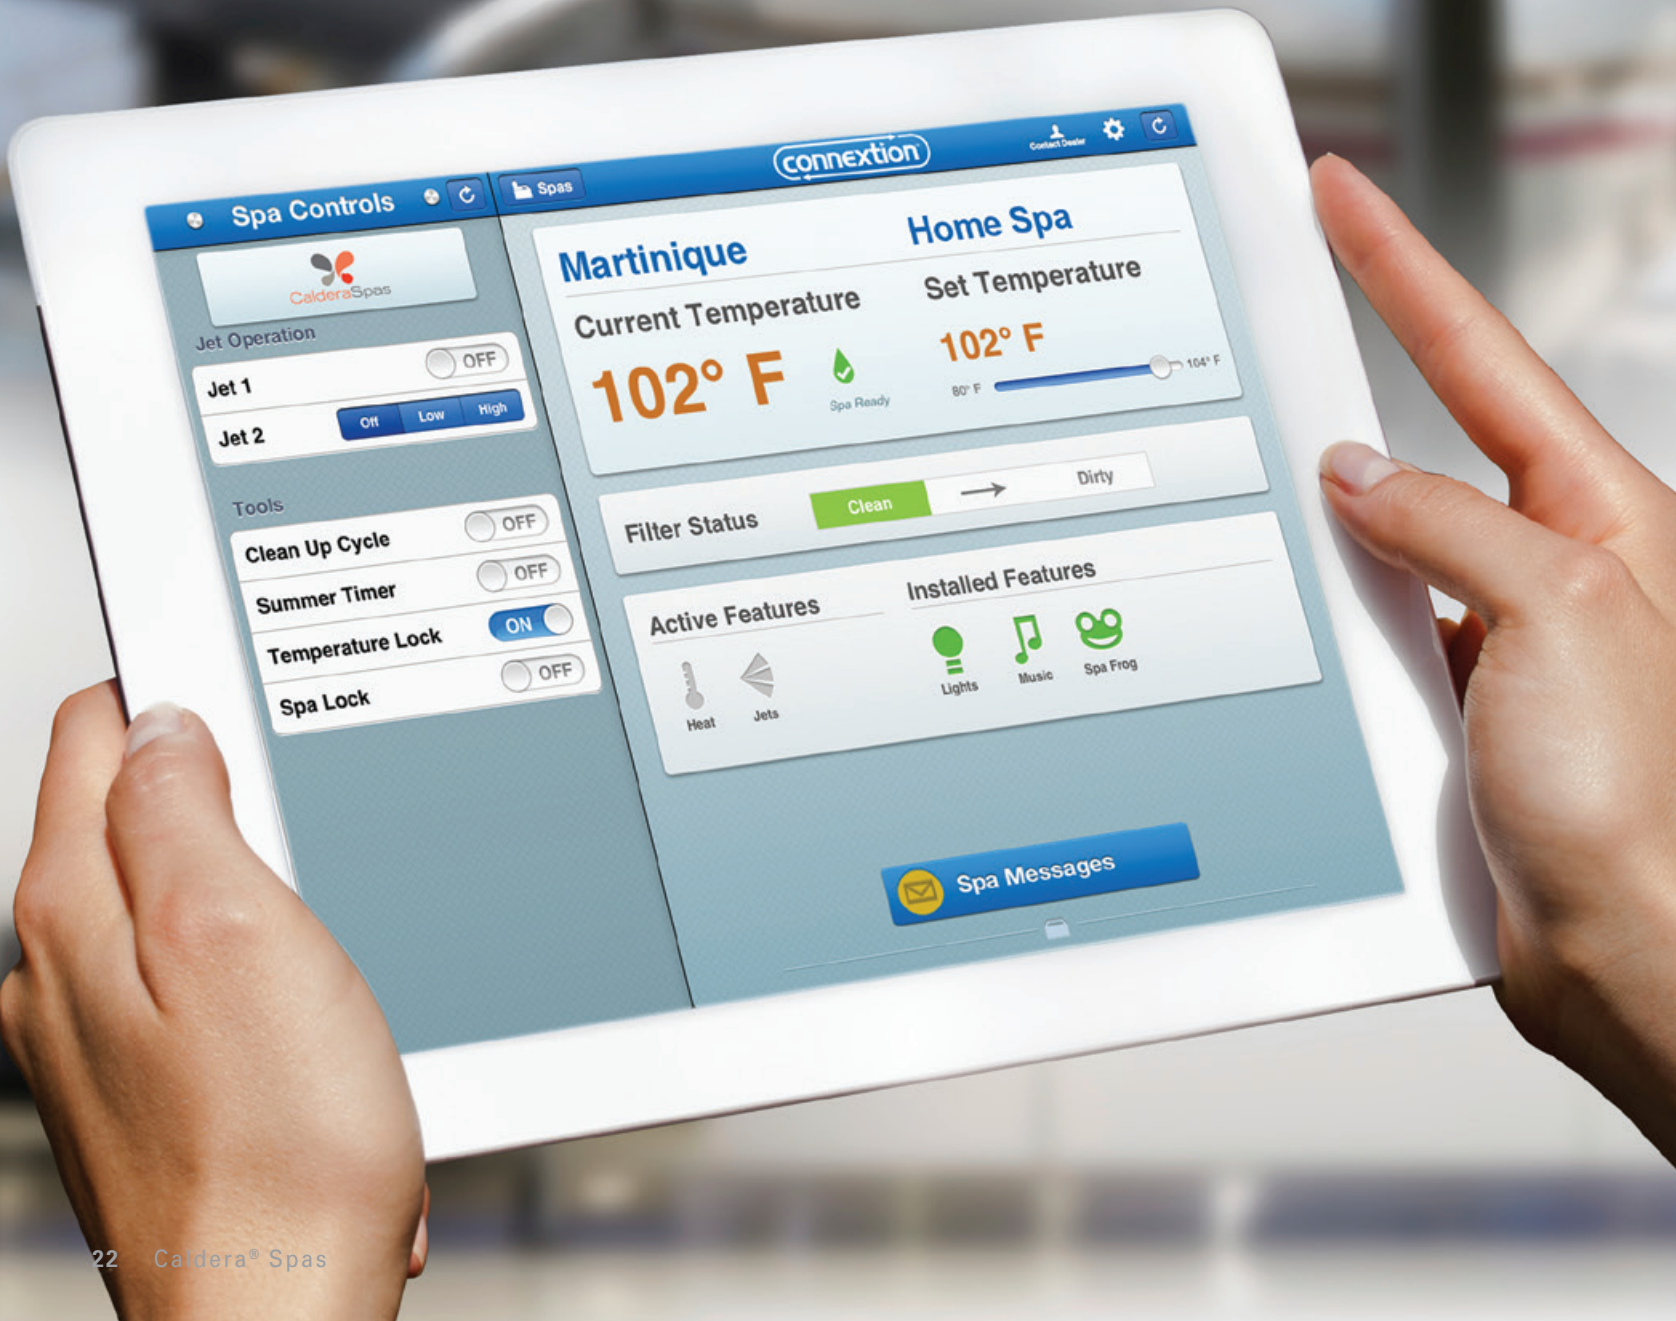 Spa Controls
Spas
connextion
Contact Dealer
CalderaSpas
Jet Operation
Jet 1
OFF
Jet 2
Off
Low
High
Tools
Clean Up Cycle
OFF
Summer Timer
OFF
Temperature Lock
ON
Spa Lock
OFF
Martinique
Home Spa
Current Temperature
102° F
Spa Ready
Set Temperature
102° F
80° F
104° F
Filter Status
Clean
Dirty
Active Features
Heat
Jets
Installed Features
Lights
Music
Spa Frog
Spa Messages
22 Caldera® Spas